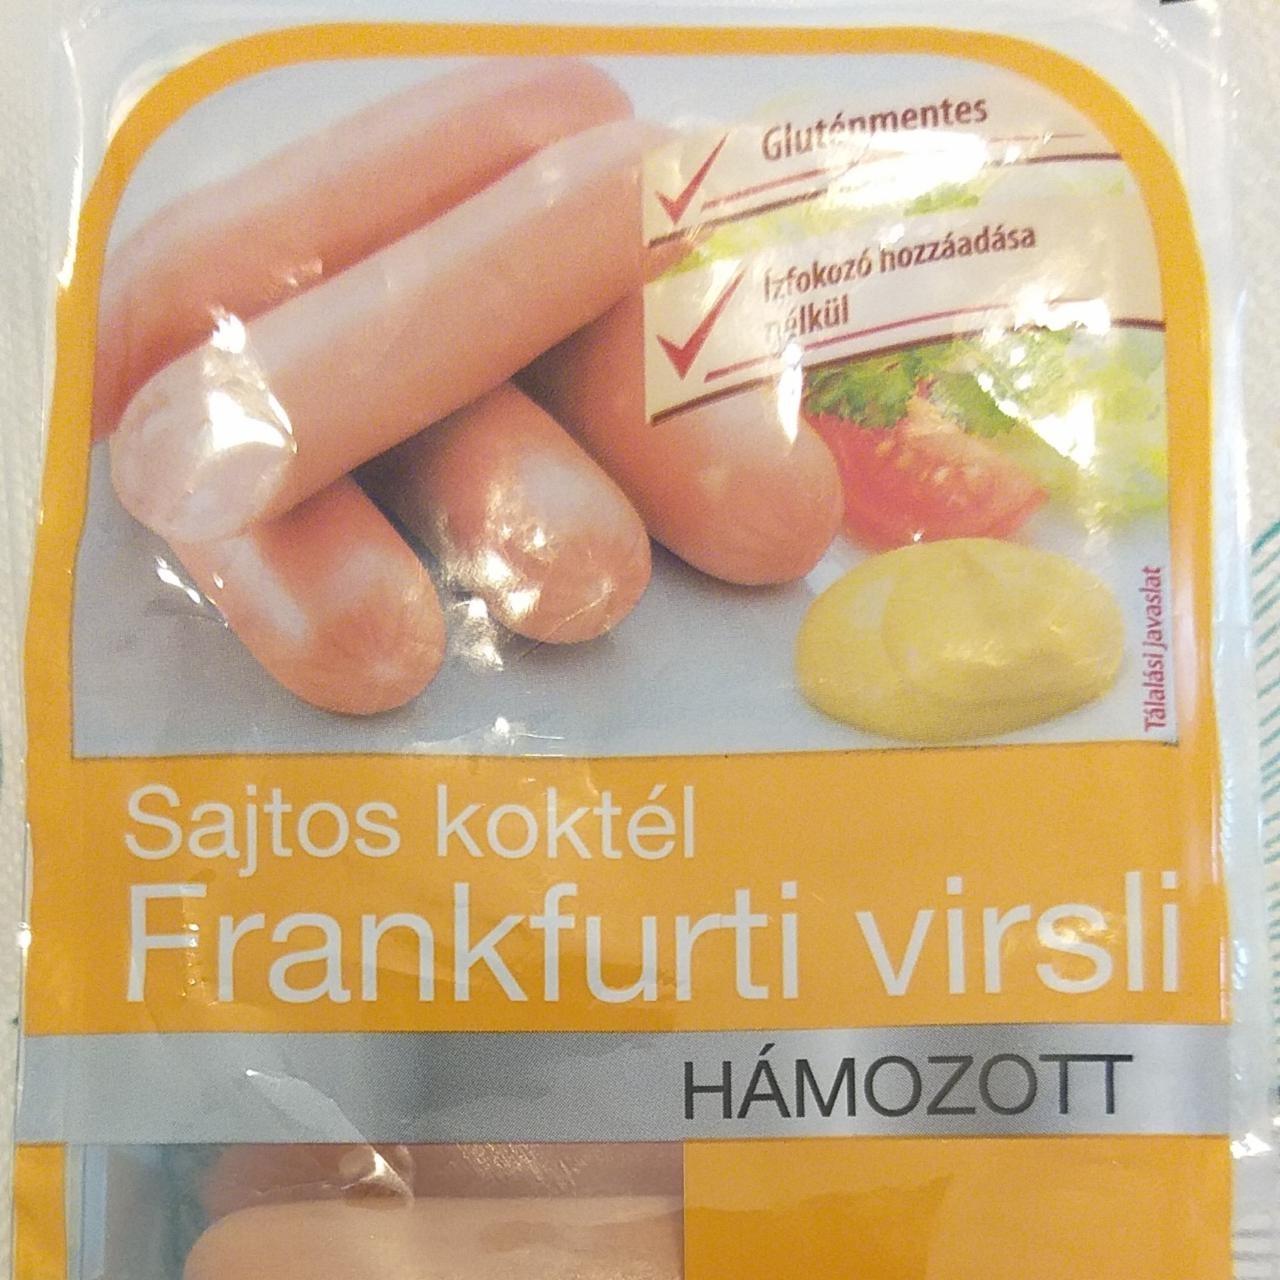 Gluténmentes
Ízfokozó hozzáadása
nélkül
Tálalási javaslat
Sajtos koktél
Frankfurti virsli
HÁMOZOTT